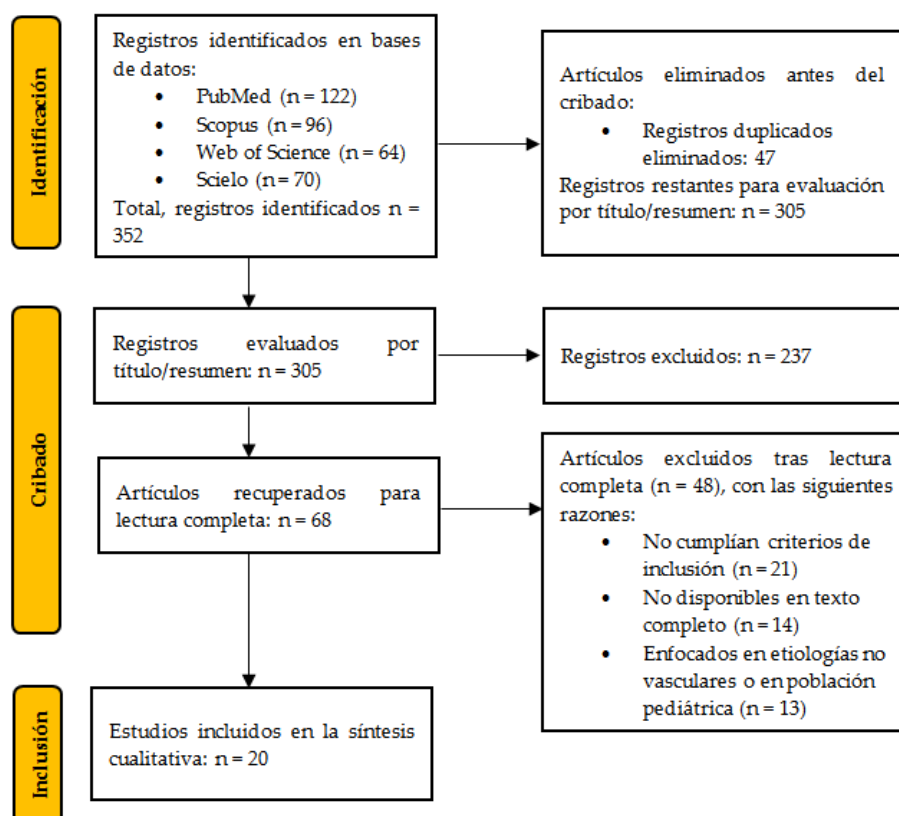 Identificación
Registros identificados en bases
de datos:
• PubMed (n = 122)
• Scopus (n = 96)
• Web of Science (n = 64)
• Scielo (n = 70)
Total, registros identificados n =
352
Artículos eliminados antes del
cribado:
• Registros duplicados
eliminados: 47
Registros restantes para evaluación
por título/resumen: n = 305
Cribado
Registros evaluados por
título/resumen: n = 305
Registros excluidos: n = 237
Artículos recuperados para
lectura completa: n = 68
Artículos excluidos tras lectura
completa (n = 48), con las siguientes
razones:
• No cumplían criterios de
inclusión (n = 21)
• No disponibles en texto
completo (n = 14)
• Enfocados en etiologías no
vasculares o en población
pediátrica (n = 13)
Inclusión
Estudios incluidos en la síntesis
cualitativa: n = 20